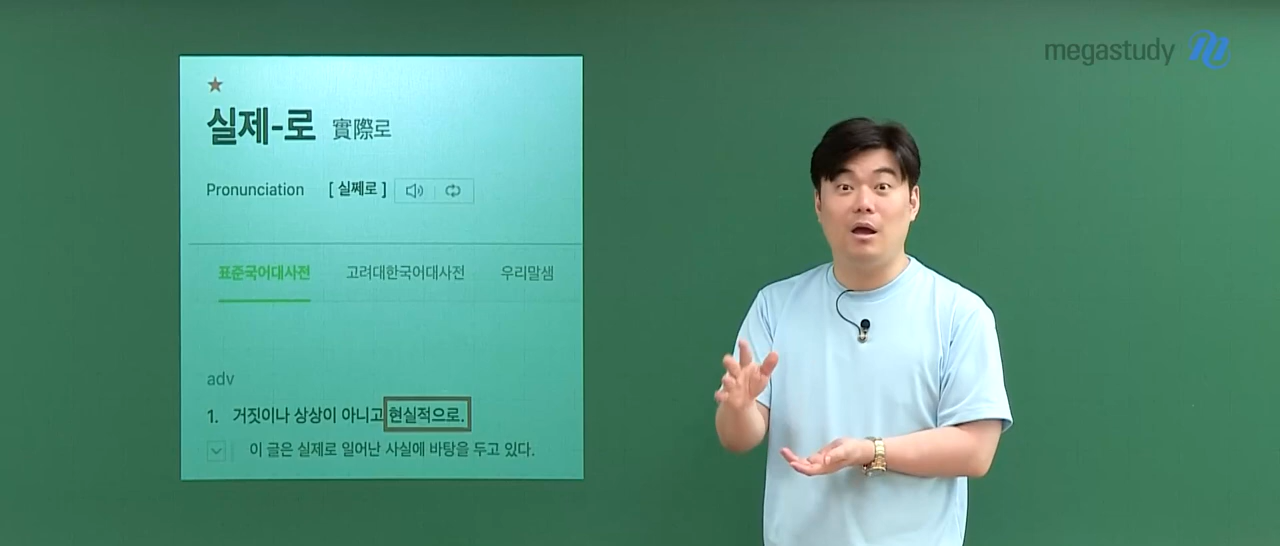 megastudy
실제-로 實際로
Pronunciation [ 실쩨로 ]
표준국어대사전 고려대한국어대사전 우리말샘
adv
1. 거짓이나 상상이 아니고 현실적으로.
이 글은 실제로 일어난 사실에 바탕을 두고 있다.